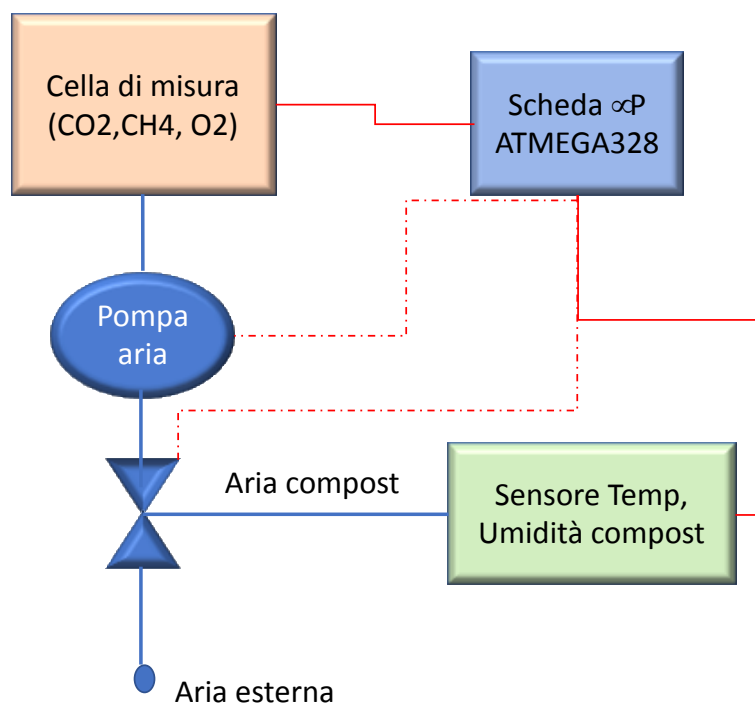 Cella di misura
(CO2,CH4, O2)
Scheda ∝P
ATMEGA328
Pompa
aria
Aria compost
Sensore Temp,
Umidità compost
Aria esterna